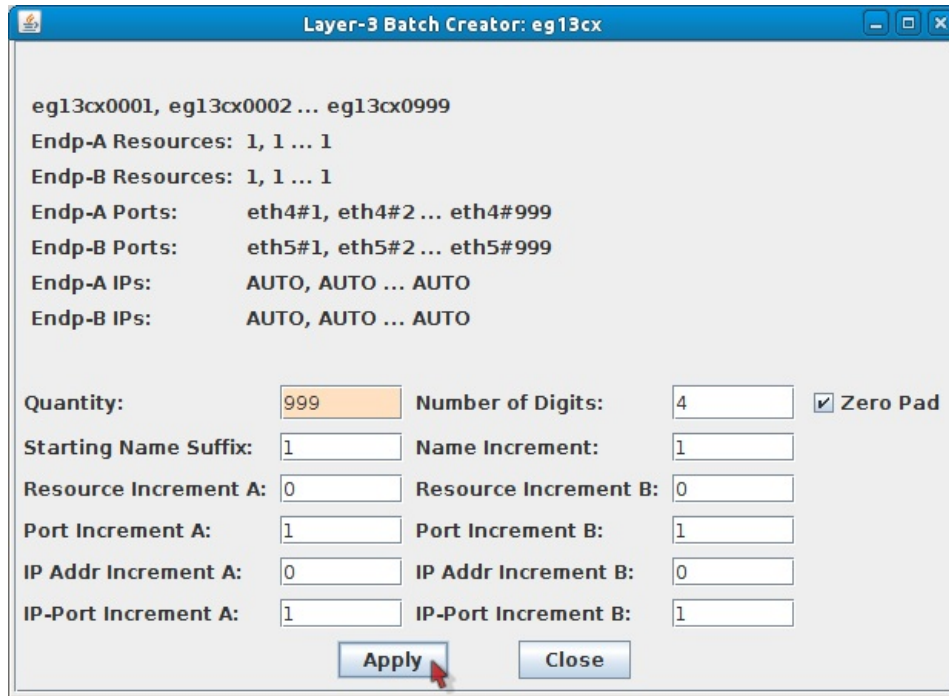 Layer-3 Batch Creator: eg13cx
eg13cx0001, eg13cx0002 ... eg13cx0999
Endp-A Resources: 1, 1 ... 1
Endp-B Resources: 1, 1 ... 1
Endp-A Ports: eth4#1, eth4#2 ... eth4#999
Endp-B Ports: eth5#1, eth5#2 ... eth5#999
Endp-A IPs: AUTO, AUTO ... AUTO
Endp-B IPs: AUTO, AUTO ... AUTO
Quantity: 999 Number of Digits: 4 Zero Pad
Starting Name Suffix: 1 Name Increment: 1
Resource Increment A: 0 Resource Increment B: 0
Port Increment A: 1 Port Increment B: 1
IP Addr Increment A: 0 IP Addr Increment B: 0
IP-Port Increment A: 1 IP-Port Increment B: 1
Apply Close